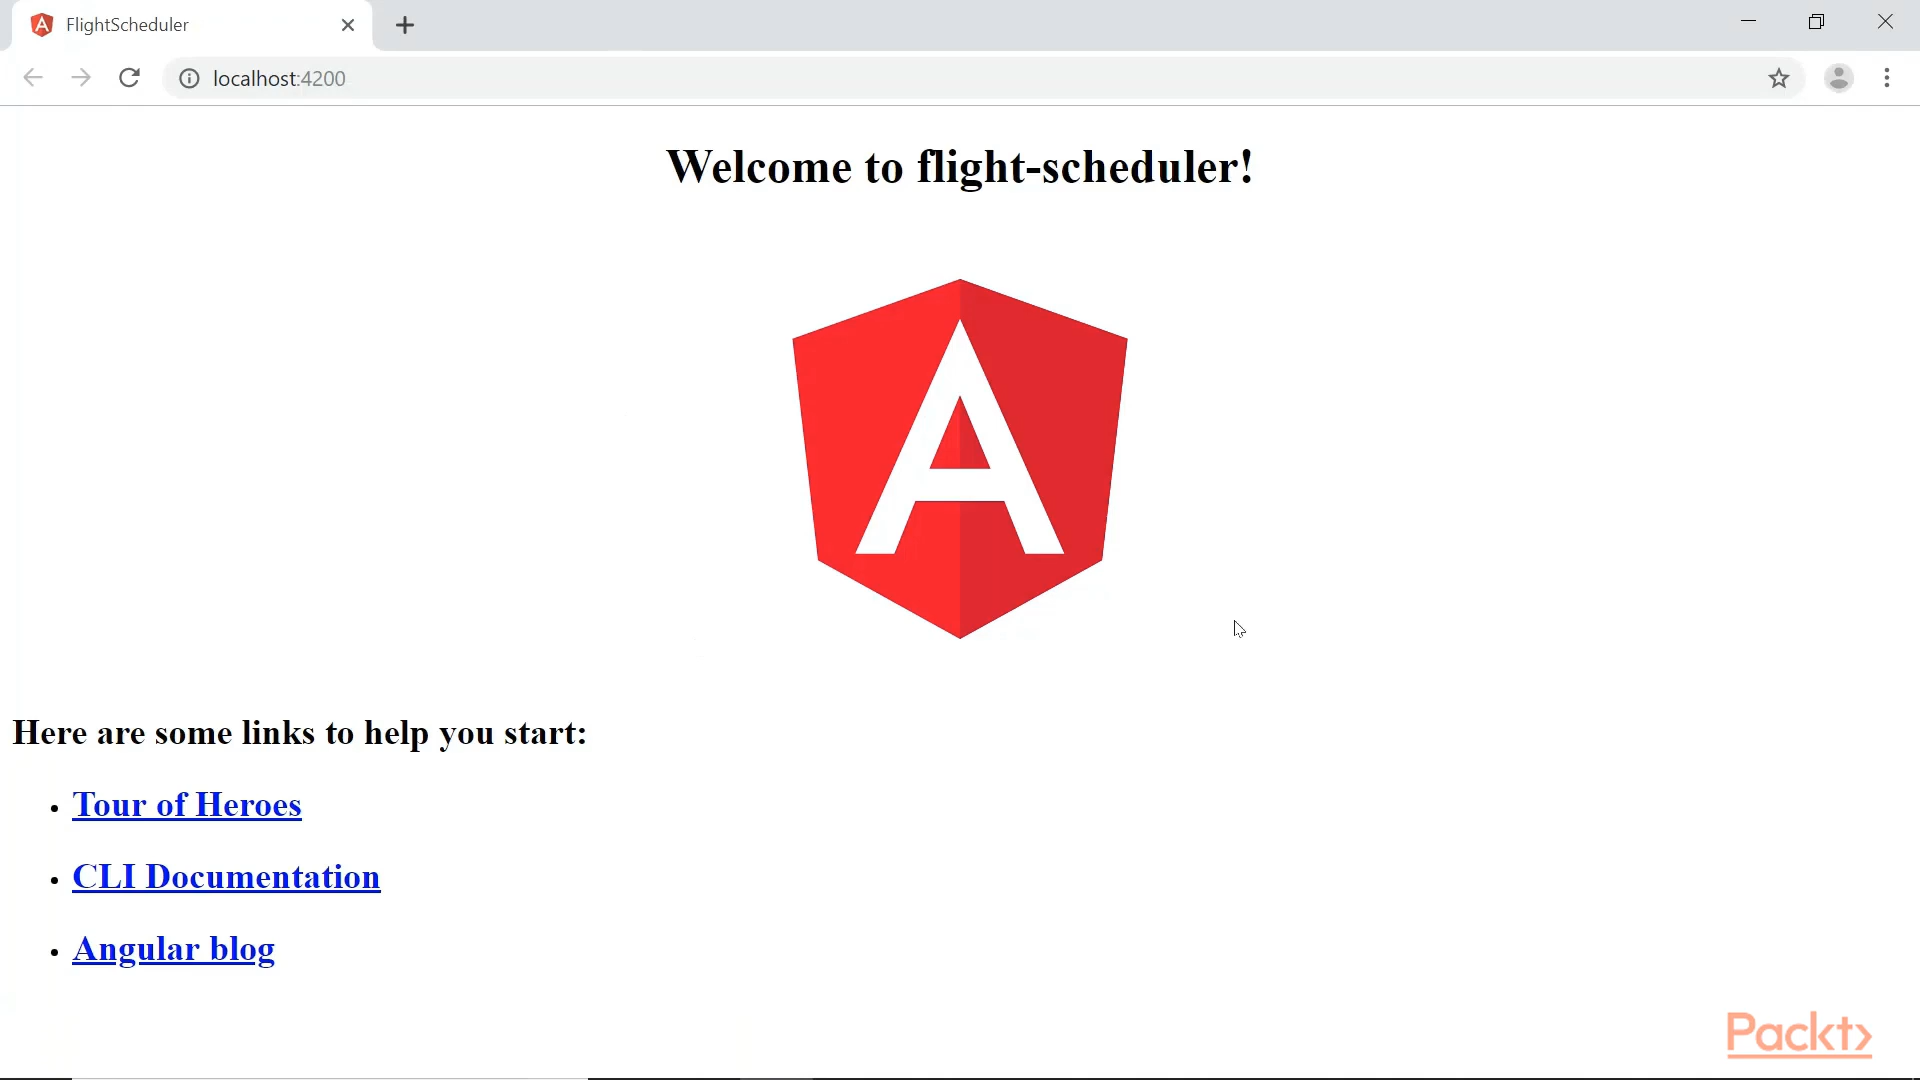 FlightScheduler
localhost:4200
Welcome to flight-scheduler!
A
Here are some links to help you start:
Tour of Heroes
CLI Documentation
Angular blog
Packt>